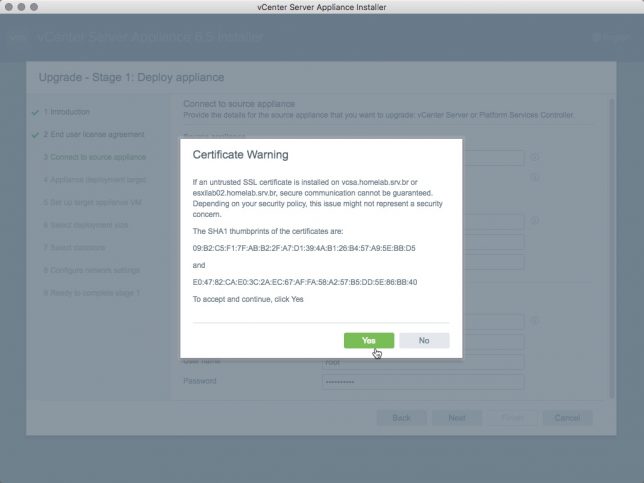 vCenter Server Appliance Installer
vCenter Server Appliance 6.5 Installer
English
Upgrade - Stage 1: Deploy appliance
1 Introduction
2 End user license agreement
3 Connect to source appliance
4 Appliance deployment target
5 Set up target appliance VM
6 Select deployment size
7 Select datastore
8 Configure network settings
9 Ready to complete stage 1
Connect to source appliance
Provide the details for the source appliance that you want to upgrade: vCenter Server or Platform Services Controller.
Source appliance
Certificate Warning
If an untrusted SSL certificate is installed on vcsa.homelab.srv.br or
esxilab02.homelab.srv.br, secure communication cannot be guaranteed.
Depending on your security policy, this issue might not represent a security
concern.
The SHA1 thumbprints of the certificates are:
09:B2:C5:F1:7F:AB:B2:2F:A7:D1:39:4A:B1:26:B4:57:A9:5E:BB:D5
and
E0:47:82:CA:E0:3C:2A:EC:67:AF:FA:58:A2:57:B5:DD:5E:86:BB:40
To accept and continue, click Yes
Yes
No
User name
root
Password
Back
Next
Finish
Cancel